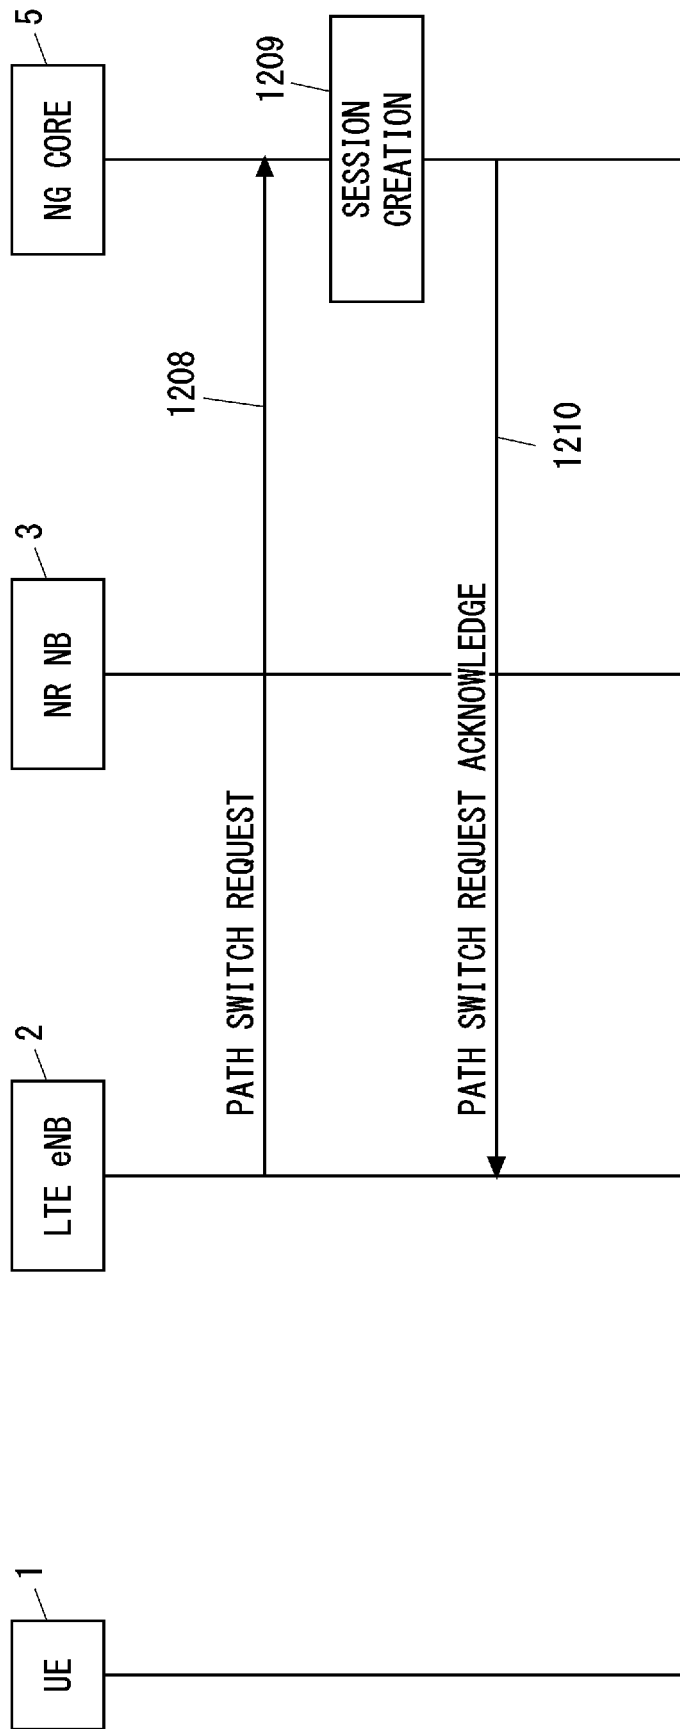 1
UE
2
LTE eNB
3
NR NB
5
NG CORE
PATH SWITCH REQUEST
1208
1209
SESSION
CREATION
PATH SWITCH REQUEST ACKNOWLEDGE
1210